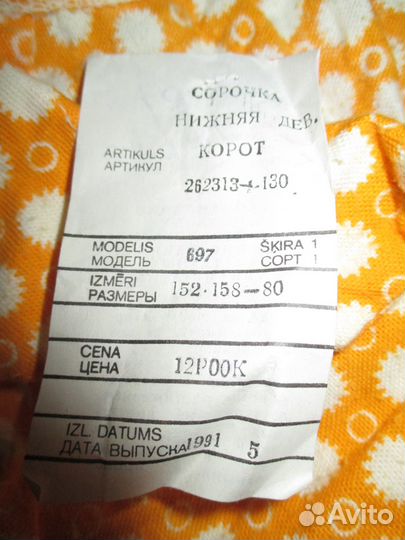 СОРОЧКА
НИЖНЯЯ ДЕВ.
ARTIKULS КОРОТ
АРТИКУЛ
262313-4-130
MODELIS 697 ŠĶIRA 1
МОДЕЛЬ СОРТ 1
IZMĒRI
РАЗМЕРЫ 152·158-80
CENA
ЦЕНА 12Р00К
IZL. DATUMS
ДАТА ВЫПУСКА 1991 5
Avito